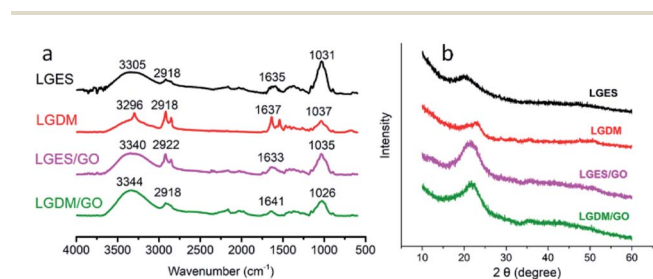 a
3305
2918
1635
1031
LGES
3296
2918
1637
1037
LGDM
3340
2922
1633
1035
LGES/GO
3344
2918
1641
1026
LGDM/GO
4000 3500 3000 2500 2000 1500 1000 500
Wavenumber (cm⁻¹)
b
LGES
LGDM
LGES/GO
LGDM/GO
Intensity
10 20 30 40 50 60
2 θ (degree)